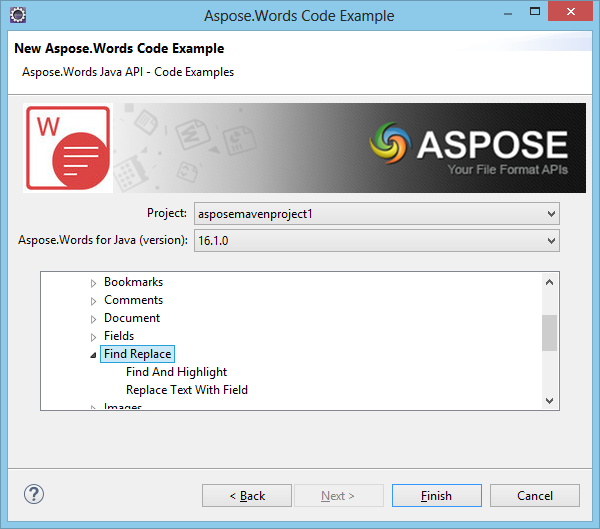 Aspose.Words Code Example
New Aspose.Words Code Example
Aspose.Words Java API - Code Examples
W
ASPOSE
Your File Format APIs
Project: asposemavenproject1
Aspose.Words for Java (version): 16.1.0
Bookmarks
Comments
Document
Fields
Find Replace
Find And Highlight
Replace Text With Field
Images
? < Back Next > Finish Cancel